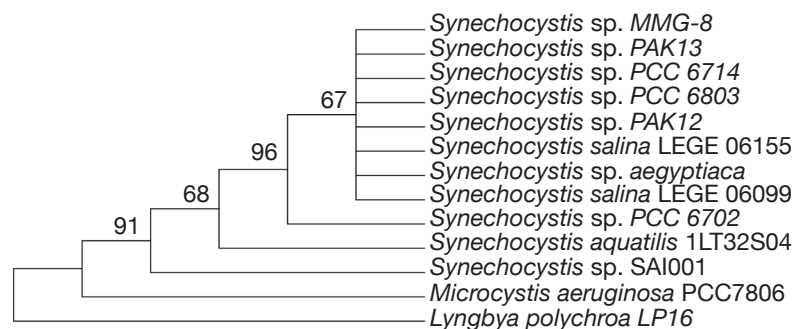 Synechocystis sp. MMG-8
Synechocystis sp. PAK13
Synechocystis sp. PCC 6714
67 Synechocystis sp. PCC 6803
Synechocystis sp. PAK12
Synechocystis salina LEGE 06155
96 Synechocystis sp. aegyptiaca
Synechocystis salina LEGE 06099
68 Synechocystis sp. PCC 6702
91 Synechocystis aquatilis 1LT32S04
Synechocystis sp. SAI001
Microcystis aeruginosa PCC7806
Lyngbya polychroa LP16